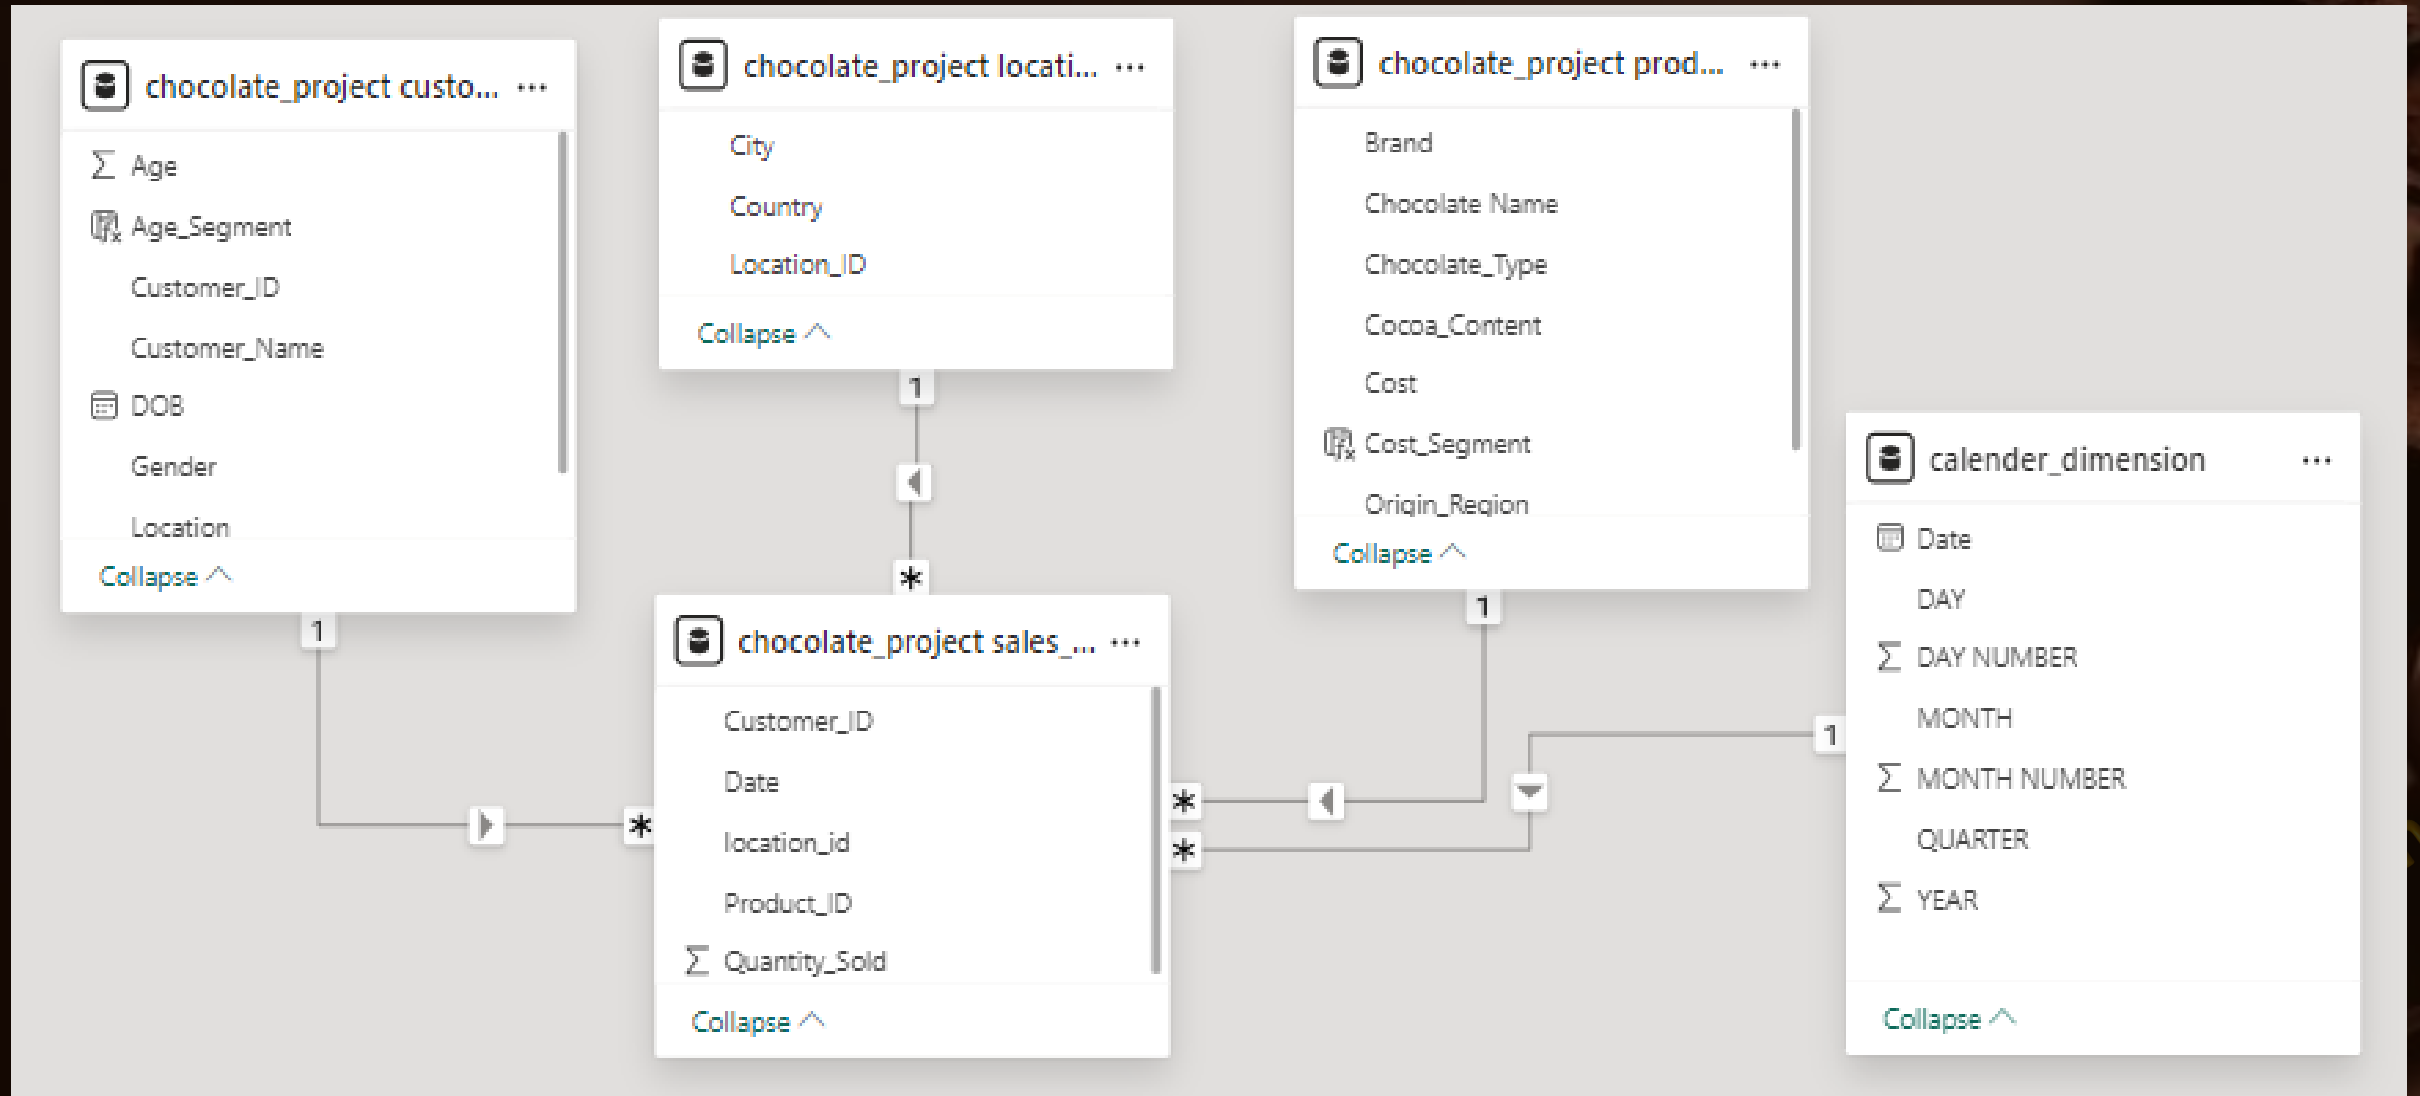 chocolate_project custo... ...
Age
Age_Segment
Customer_ID
Customer_Name
DOB
Gender
Location
Collapse
1
chocolate_project locati... ...
City
Country
Location_ID
Collapse
1
*
chocolate_project prod... ...
Brand
Chocolate Name
Chocolate_Type
Cocoa_Content
Cost
Cost_Segment
Origin_Region
Collapse
1
chocolate_project sales_... ...
Customer_ID
Date
location_id
Product_ID
Quantity_Sold
Collapse
*
*
*
calender_dimension ...
Date
DAY
DAY NUMBER
MONTH
MONTH NUMBER
QUARTER
YEAR
Collapse
1